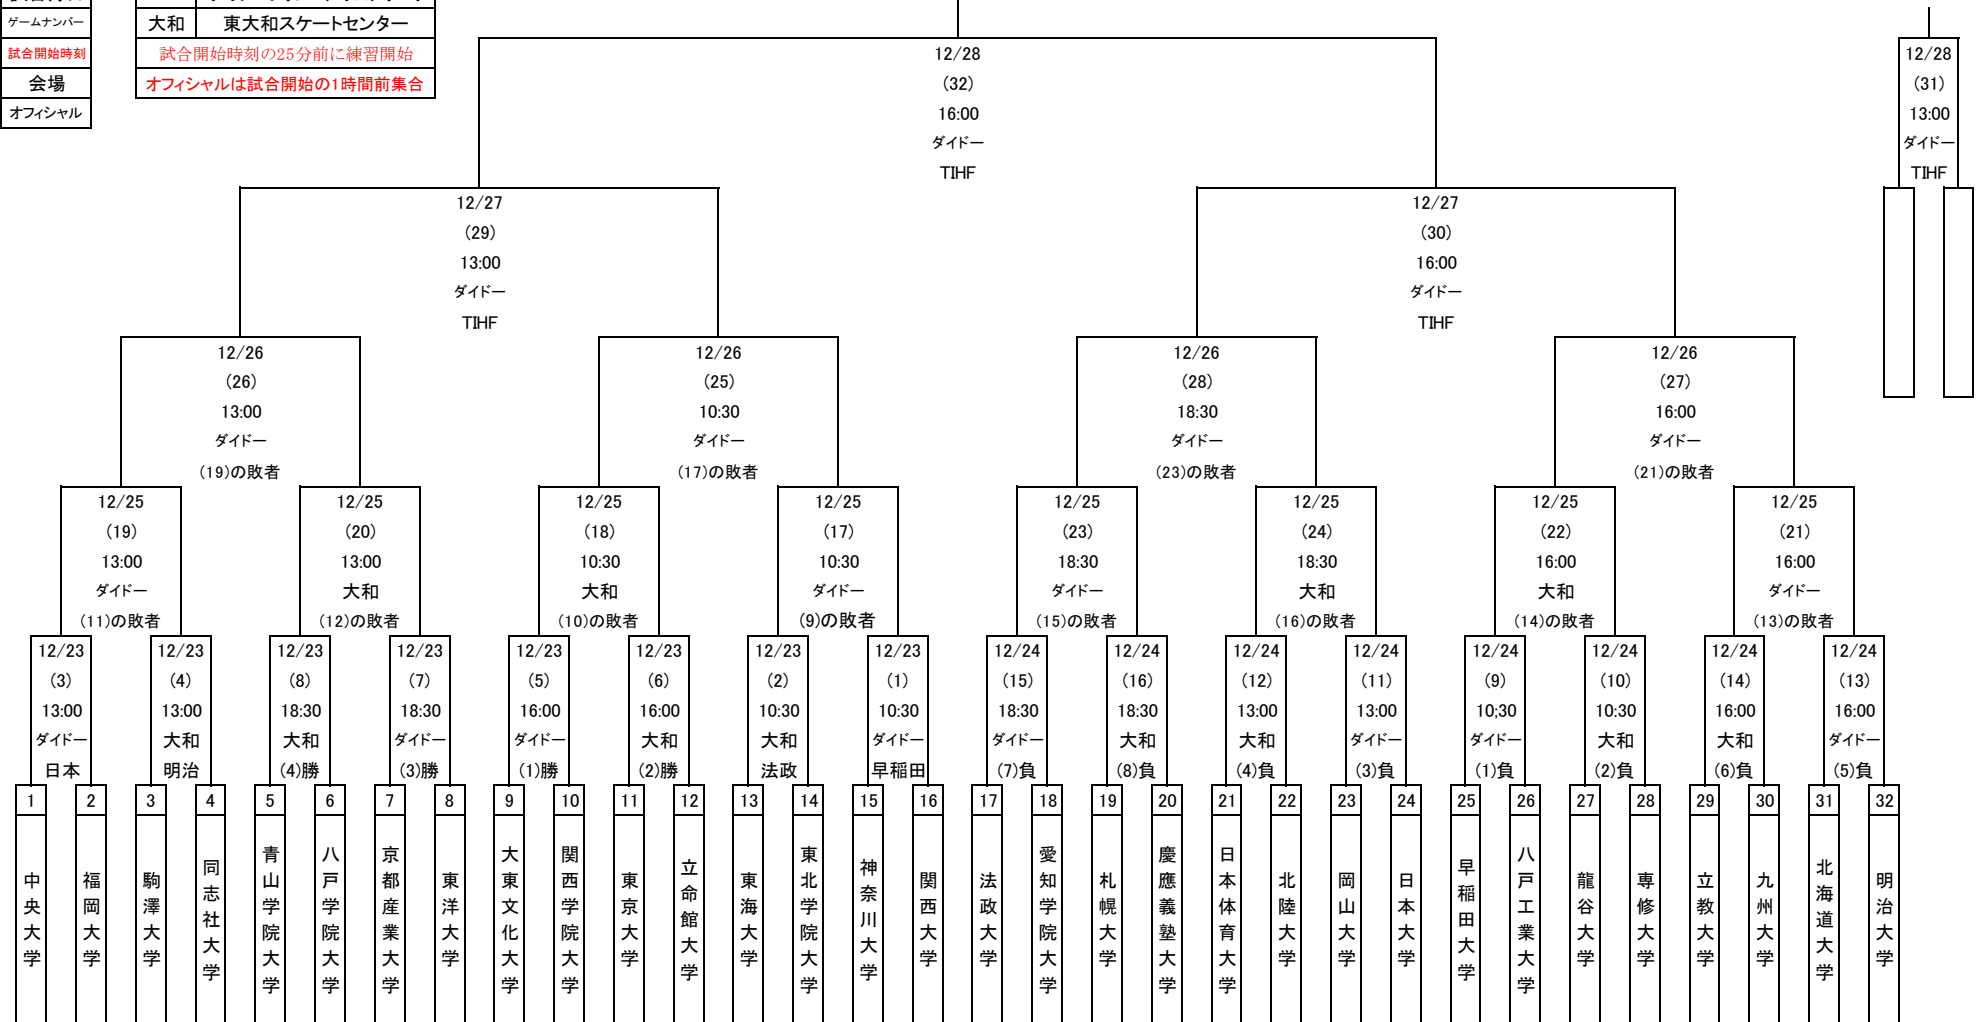 ゲームナンバー
試合開始時刻
会場
オフィシャル
大和 東大和スケートセンター
試合開始時刻の25分前に練習開始
オフィシャルは試合開始の1時間前集合
12/28
(32)
16:00
ダイドー
TIHF
12/28
(31)
13:00
ダイドー
TIHF
12/27
(29)
13:00
ダイドー
TIHF
12/27
(30)
16:00
ダイドー
TIHF
12/26
(26)
13:00
ダイドー
(19)の敗者
12/26
(25)
10:30
ダイドー
(17)の敗者
12/26
(28)
18:30
ダイドー
(23)の敗者
12/26
(27)
16:00
ダイドー
(21)の敗者
12/25
(19)
13:00
ダイドー
(11)の敗者
12/25
(20)
13:00
大和
(12)の敗者
12/25
(18)
10:30
大和
(10)の敗者
12/25
(17)
10:30
ダイドー
(9)の敗者
12/25
(23)
18:30
ダイドー
(15)の敗者
12/25
(24)
18:30
大和
(16)の敗者
12/25
(22)
16:00
大和
(14)の敗者
12/25
(21)
16:00
ダイドー
(13)の敗者
12/23
(3)
13:00
ダイドー
日本
12/23
(4)
13:00
大和
明治
12/23
(8)
18:30
大和
(4)勝
12/23
(7)
18:30
ダイドー
(3)勝
12/23
(5)
16:00
ダイドー
(1)勝
12/23
(6)
16:00
大和
(2)勝
12/23
(2)
10:30
大和
法政
12/23
(1)
10:30
ダイドー
早稲田
12/24
(15)
18:30
ダイドー
(7)負
12/24
(16)
18:30
大和
(8)負
12/24
(12)
13:00
大和
(4)負
12/24
(11)
13:00
ダイドー
(3)負
12/24
(9)
10;30
ダイドー
(1)負
12/24
(10)
10:30
大和
(2)負
12/24
(14)
16:00
大和
(6)負
12/24
(13)
16:00
ダイドー
(5)負
1
中央大学
2
福岡大学
3
駒澤大学
4
同志社大学
5
青山学院大学
6
八戸学院大学
7
京都産業大学
8
東洋大学
9
大東文化大学
10
関西学院大学
11
東京大学
12
立命館大学
13
東海大学
14
東北学院大学
15
神奈川大学
16
関西大学
17
法政大学
18
愛知学院大学
19
札幌大学
20
慶應義塾大学
21
日本体育大学
22
北陸大学
23
岡山大学
24
日本大学
25
早稲田大学
26
八戸工業大学
27
龍谷大学
28
専修大学
29
立教大学
30
九州大学
31
北海道大学
32
明治大学